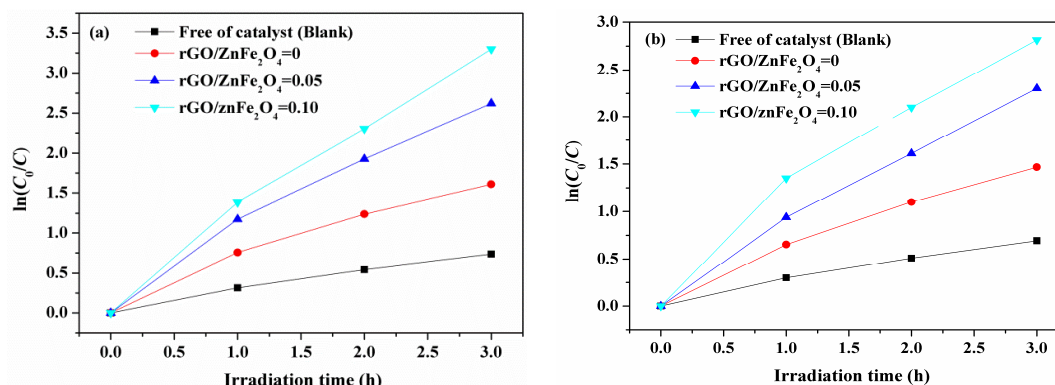 (a)
Free of catalyst (Blank)
rGO/ZnFe₂O₄=0
rGO/ZnFe₂O₄=0.05
rGO/znFe₂O₄=0.10
3.5
3.0
2.5
2.0
1.5
1.0
0.5
0.0
ln(C₀/C)
0.0 0.5 1.0 1.5 2.0 2.5 3.0
Irradiation time (h)
(b)
Free of catalyst (Blank)
rGO/ZnFe₂O₄=0
rGO/ZnFe₂O₄=0.05
rGO/znFe₂O₄=0.10
3.0
2.5
2.0
1.5
1.0
0.5
0.0
ln(C₀/C)
0.0 0.5 1.0 1.5 2.0 2.5 3.0
Irradiation time (h)